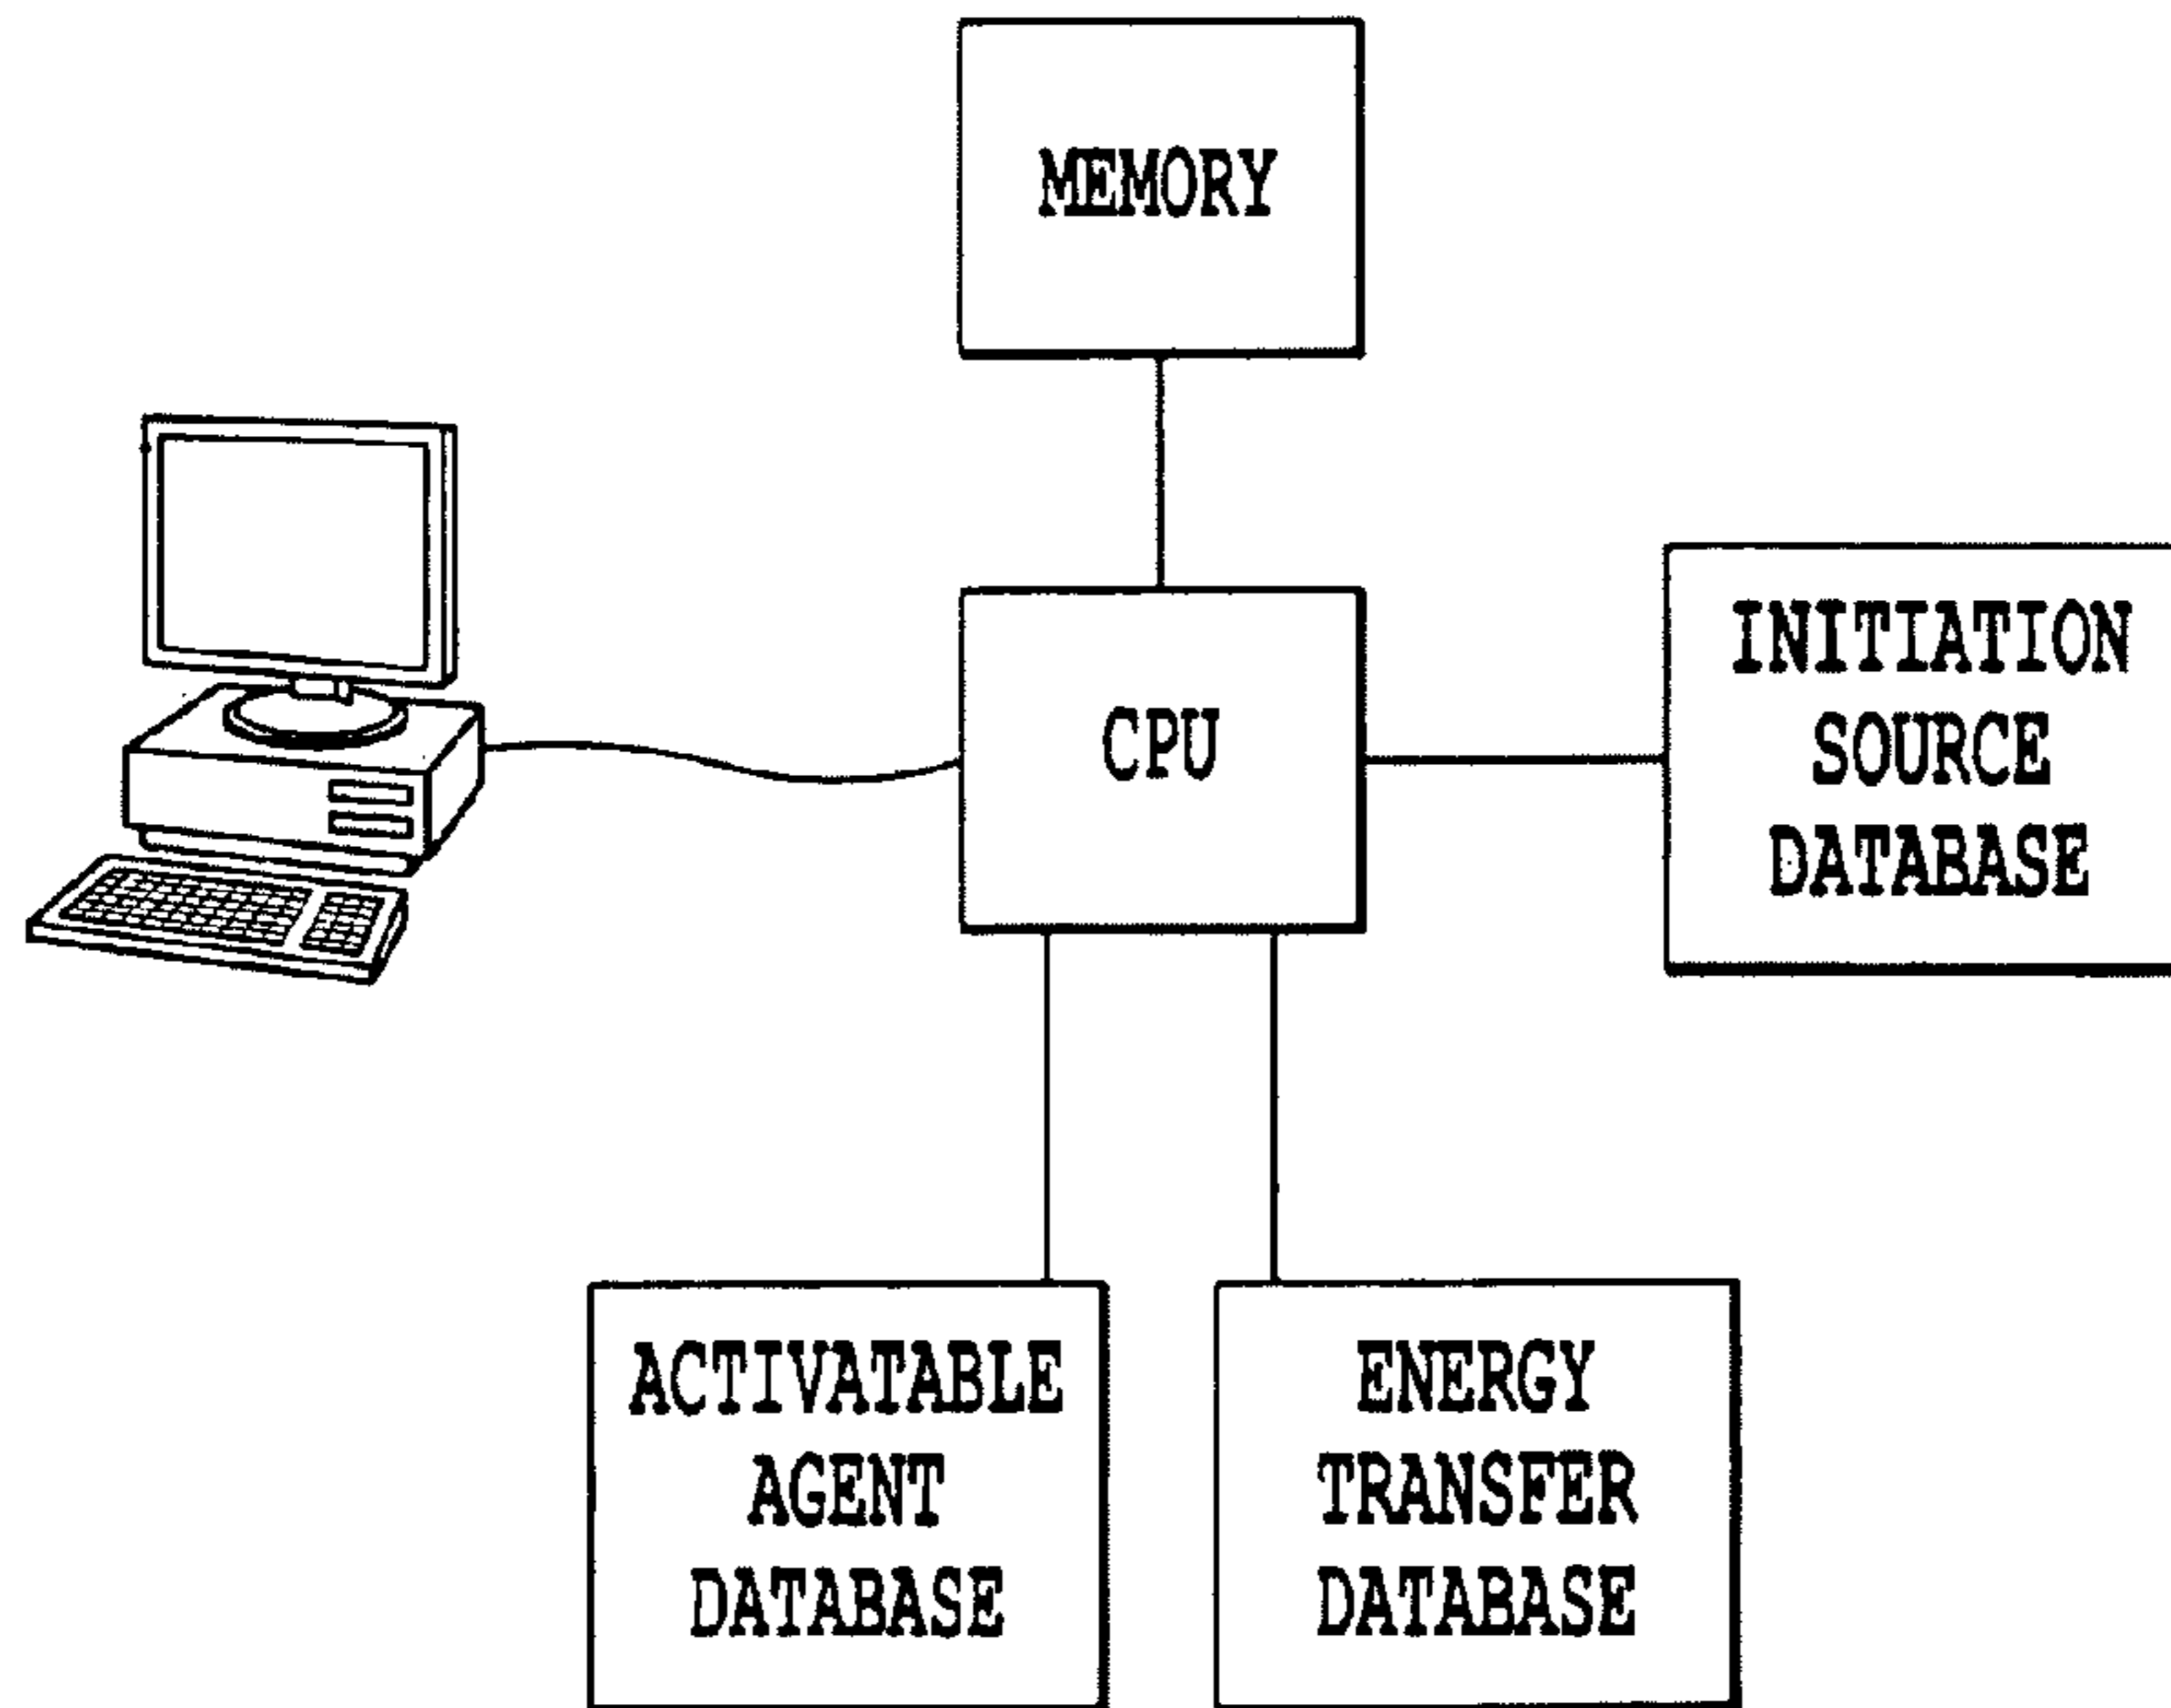 MEMORY
CPU
INITIATION
SOURCE
DATABASE
ACTIVATABLE
AGENT
DATABASE
ENERGY
TRANSFER
DATABASE